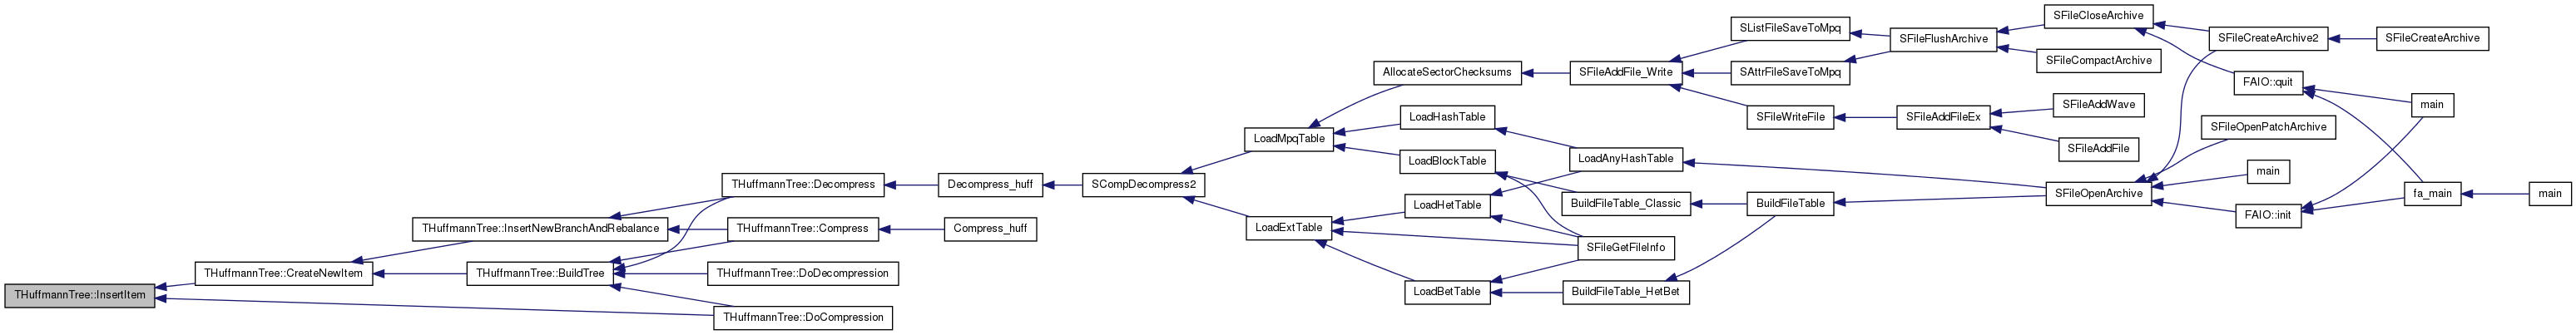 THuffmannTree::InsertItem
THuffmannTree::CreateNewItem
THuffmannTree::InsertNewBranchAndRebalance
THuffmannTree::BuildTree
THuffmannTree::Decompress
THuffmannTree::Compress
THuffmannTree::DoDecompression
THuffmannTree::DoCompression
Decompress_huff
Compress_huff
SCompDecompress2
LoadMpqTable
LoadExtTable
AllocateSectorChecksums
LoadHashTable
LoadBlockTable
LoadHetTable
LoadBetTable
SFileAddFile_Write
LoadAnyHashTable
BuildFileTable_Classic
SFileGetFileInfo
BuildFileTable_HetBet
SListFileSaveToMpq
SAttrFileSaveToMpq
SFileWriteFile
BuildFileTable
SFileFlushArchive
SFileAddFileEx
SFileOpenArchive
SFileCloseArchive
SFileCompactArchive
SFileAddWave
SFileAddFile
SFileCreateArchive2
FAIO::quit
SFileOpenPatchArchive
main
FAIO::init
SFileCreateArchive
main
fa_main
main